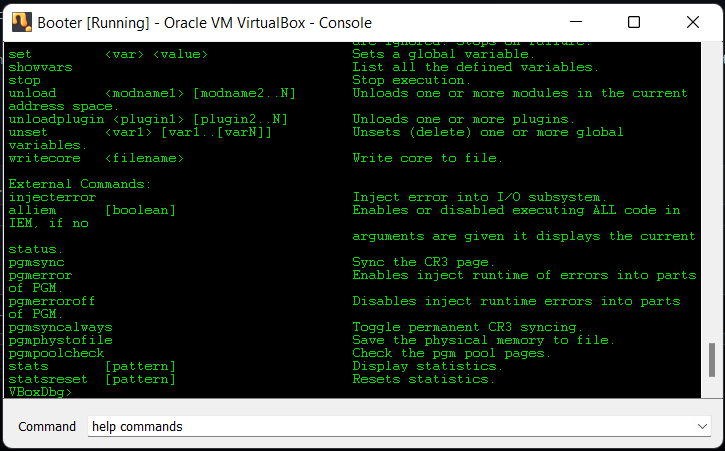 Booter [Running] - Oracle VM VirtualBox - Console
are ignored. Stops on failure.
set <var> <value> Sets a global variable.
showvars List all the defined variables.
stop Stop execution.
unload <modname1> [modname2..N] Unloads one or more modules in the current
address space.
unloadplugin <plugin1> [plugin2..N] Unloads one or more plugins.
unset <var1> [var1..[varN]] Unsets (delete) one or more global
variables.
writecore <filename> Write core to file.
External Commands:
injecterror Inject error into I/O subsystem.
alliem [boolean] Enables or disabled executing ALL code in
IEM, if no
arguments are given it displays the current
status.
pgmsync Sync the CR3 page.
pgmerror Enables inject runtime of errors into parts
of PGM.
pgmerroroff Disables inject runtime errors into parts
of PGM.
pgmsyncalways Toggle permanent CR3 syncing.
pgmphystofile Save the physical memory to file.
pgmpoolcheck Check the pgm pool pages.
stats [pattern] Display statistics.
statsreset [pattern] Resets statistics.
VBoxDbg>
Command help commands